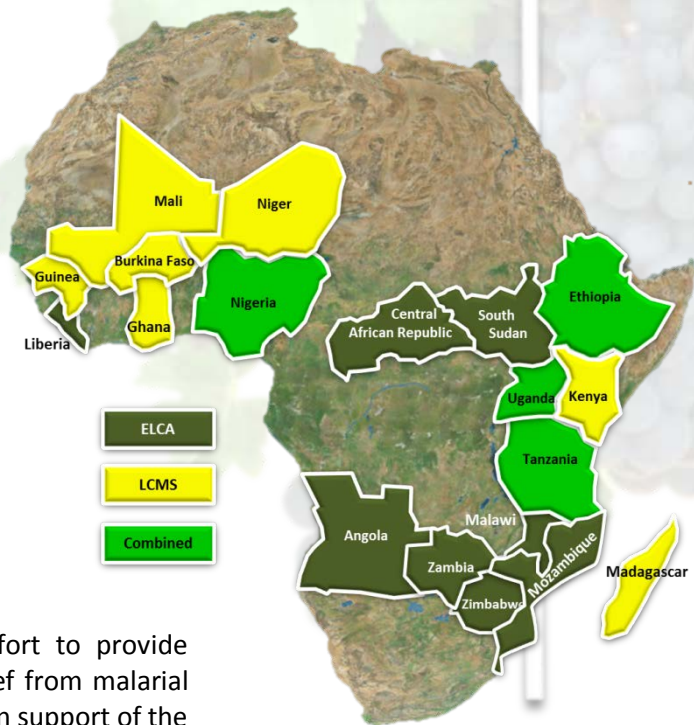 Mali
Niger
Burkina Faso
Guinea
Ghana
Nigeria
Liberia
Central
African Republic
South
Sudan
Ethiopia
Uganda
Kenya
Tanzania
ELCA
LCMS
Combined
Malawi
Angola
Zambia
Mozambique
Zimbabwe
Madagascar
fort to provide
ef from malarial
n support of the